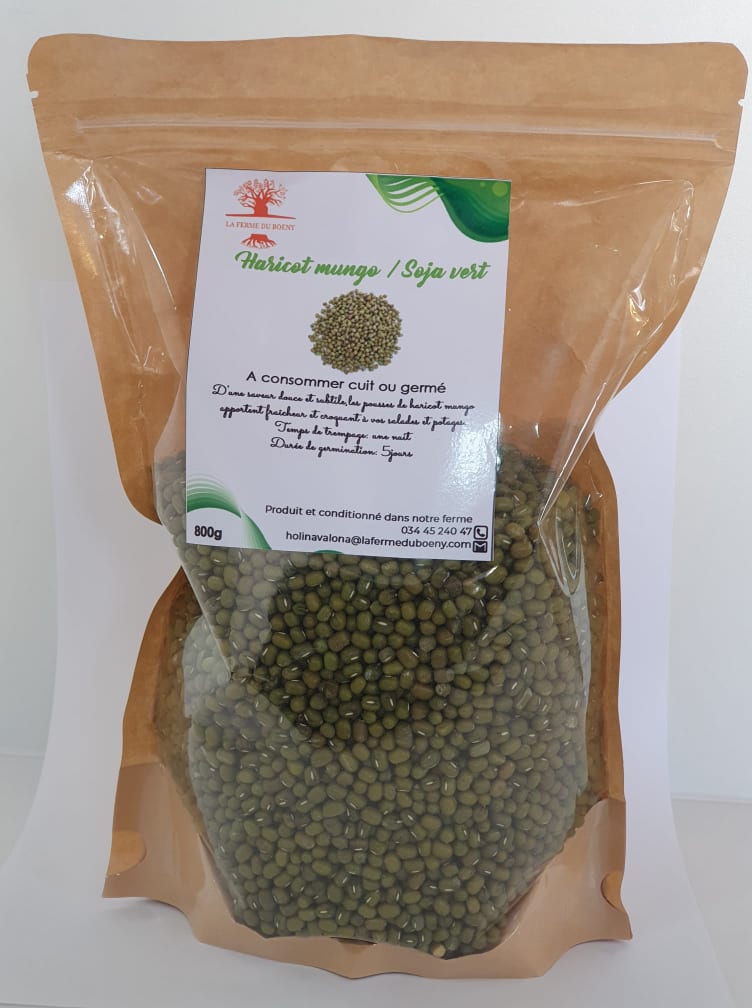 LA FERME DU BOENY
Haricot mungo / Soja vert
A consommer cuit ou germé
D'une saveur douce et subtile,les pousses de haricot mungo
apportent fraicheur et croquant à vos salades et potages.
Temps de trempage: une nuit
Durée de germination: 5jours
Produit et conditionné dans notre ferme
034 45 240 47
800g
holinavalona@lafermeduboeny.com